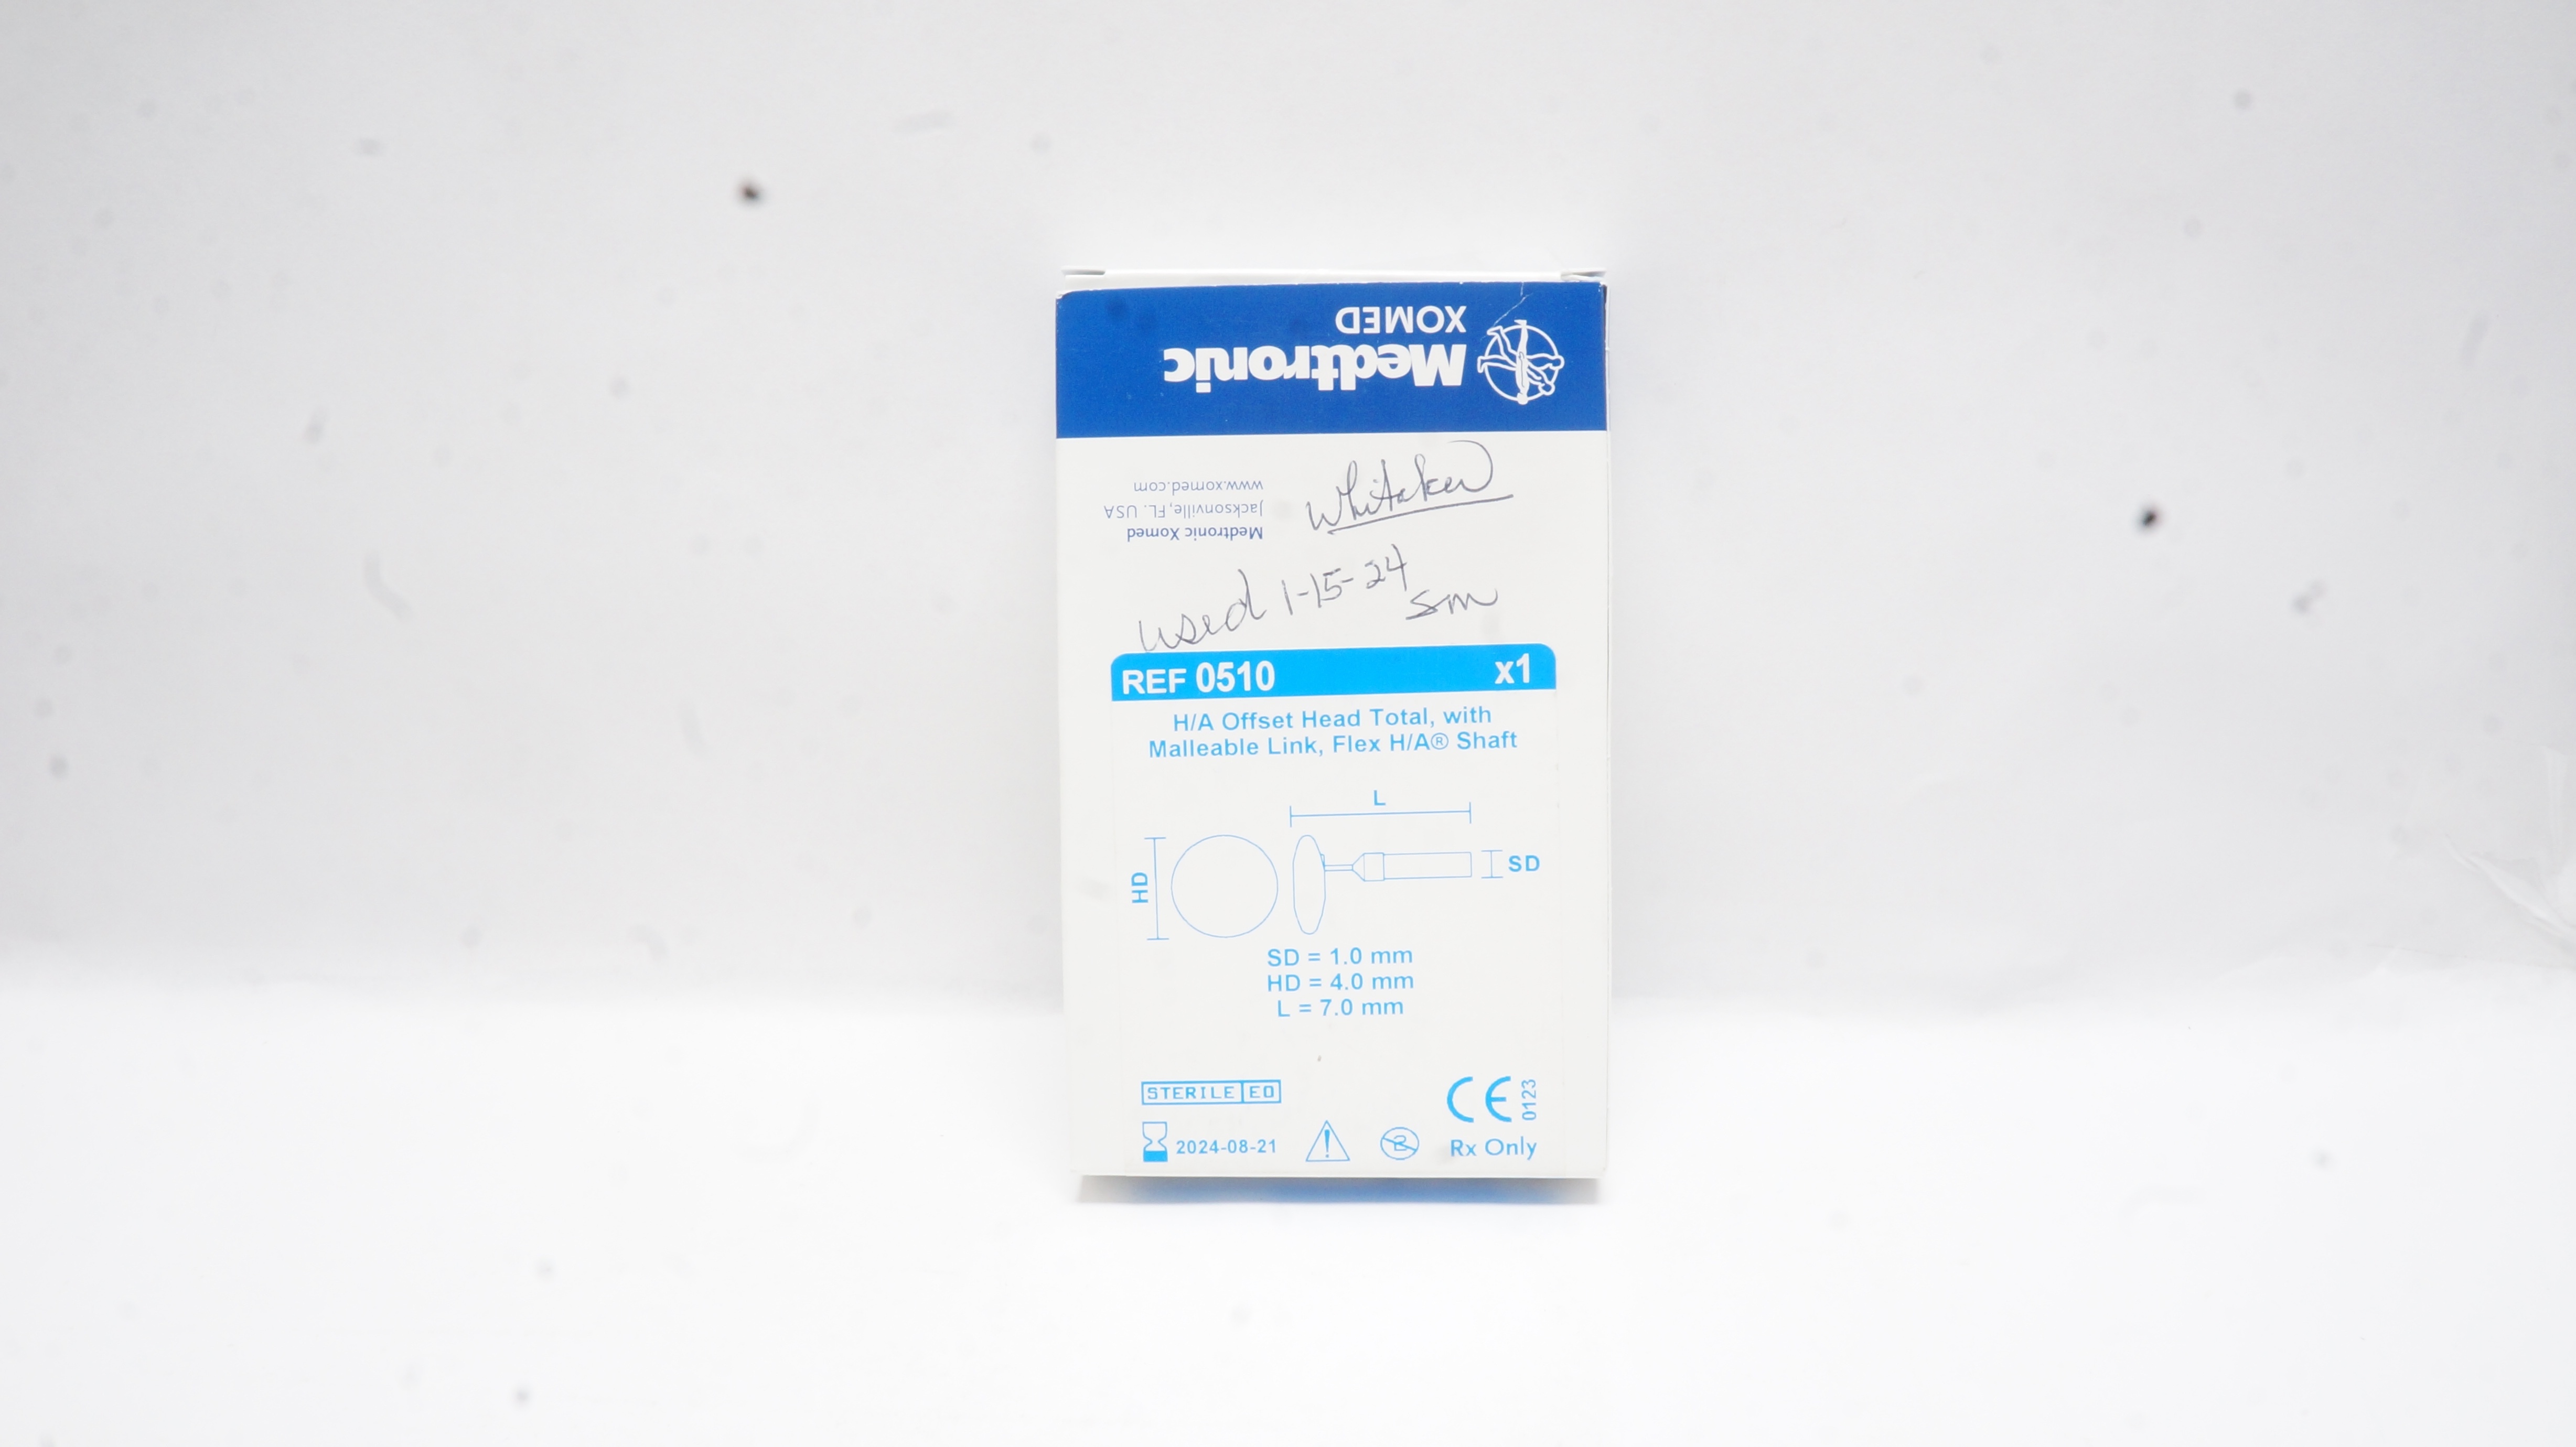 Medtronic
XOMED
Medtronic Xomed
Jacksonville, FL. USA
www.xomed.com
Whitaker
used 1-15-24
sm
REF 0510 x1
H/A Offset Head Total, with
Malleable Link, Flex H/A® Shaft
L
HD
SD
SD = 1.0 mm
HD = 4.0 mm
L = 7.0 mm
STERILE EO
CE 0123
2024-08-21
2
Rx Only